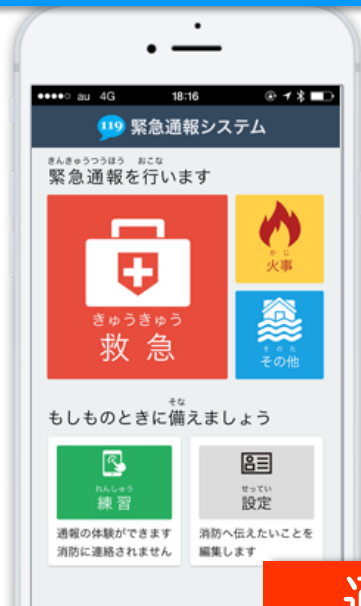 au 4G 18:16
119 緊急通報システム
きんきゅうつうほう おこな
緊急通報を行います
きゅうきゅう
救急
かじ
火事
そのた
その他
そな
もしものときに備えましょう
れんしゅう
練習
通報の体験ができます
消防に連絡されません
せってい
設定
消防へ伝えたいことを
編集します